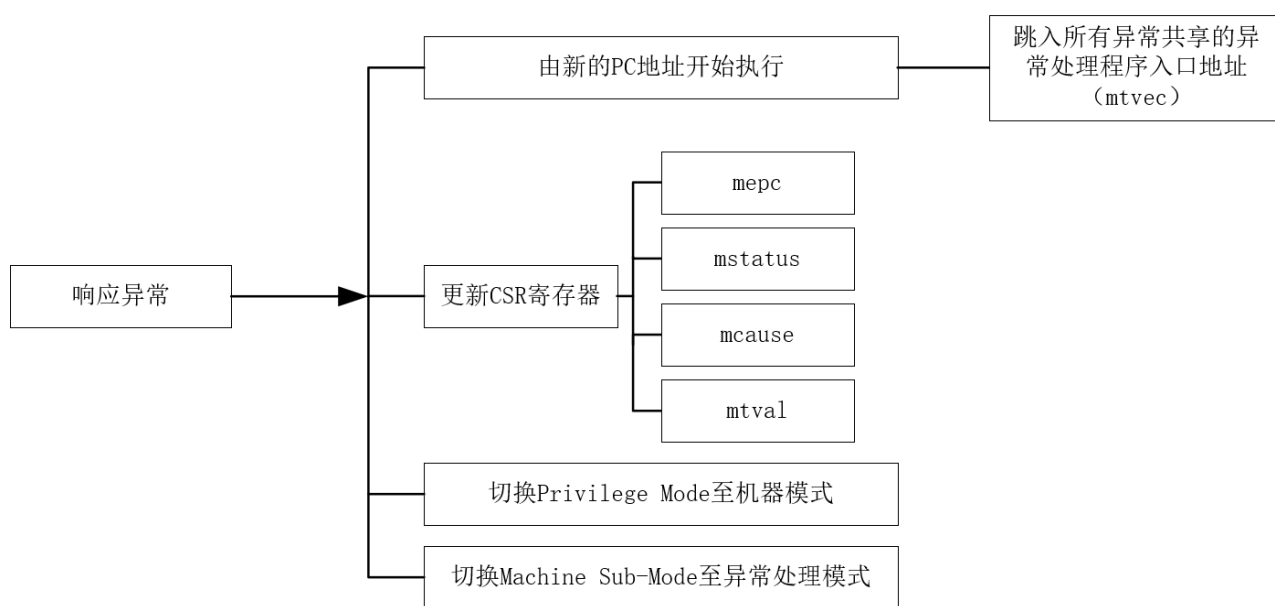 由新的PC地址开始执行
跳入所有异常共享的异
常处理程序入口地址
（mtvec）
mepc
mstatus
响应异常
更新CSR寄存器
mcause
mtval
切换Privilege Mode至机器模式
切换Machine Sub-Mode至异常处理模式